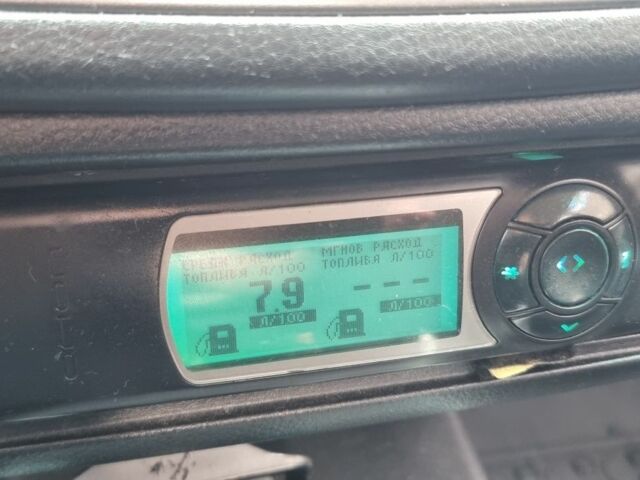 СРЕДН РАСХОД
ТОПЛИВА Л/100
7.9
Л/100
МГНОВ РАСХОД
ТОПЛИВА Л/100
---
Л/100